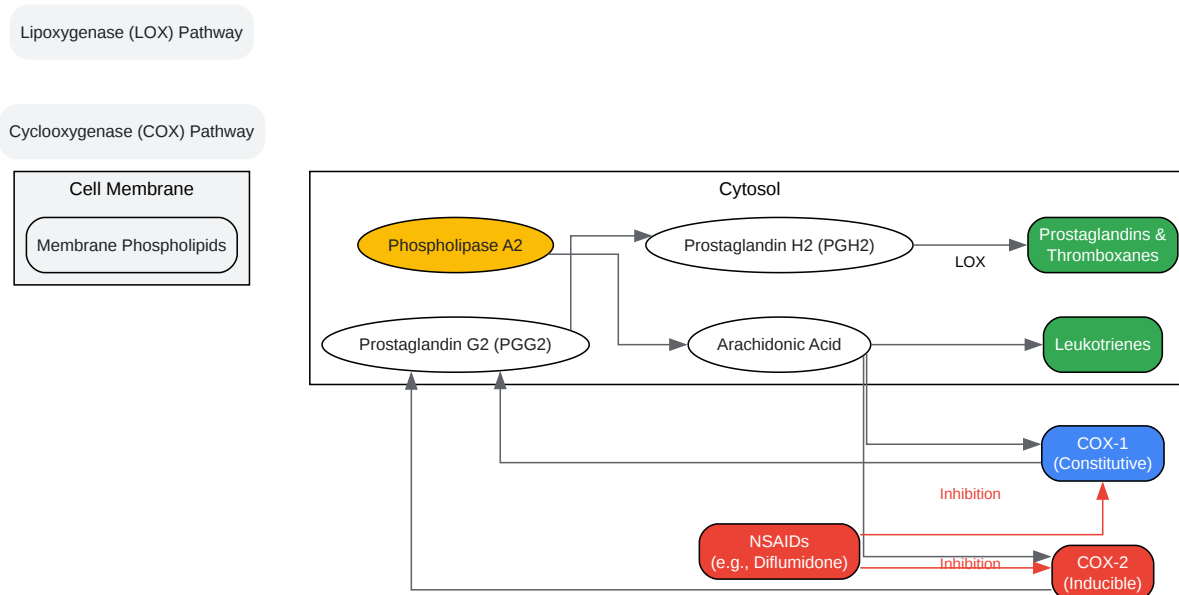 Lipoxygenase (LOX) Pathway
Cyclooxygenase (COX) Pathway
Cell Membrane
Membrane Phospholipids
Cytosol
Phospholipase A2
Prostaglandin H2 (PGH2)
LOX
Prostaglandins &
Thromboxanes
Prostaglandin G2 (PGG2)
Arachidonic Acid
Leukotrienes
COX-1
(Constitutive)
Inhibition
NSAIDs
(e.g., Diflumidone)
Inhibition
COX-2
(Inducible)